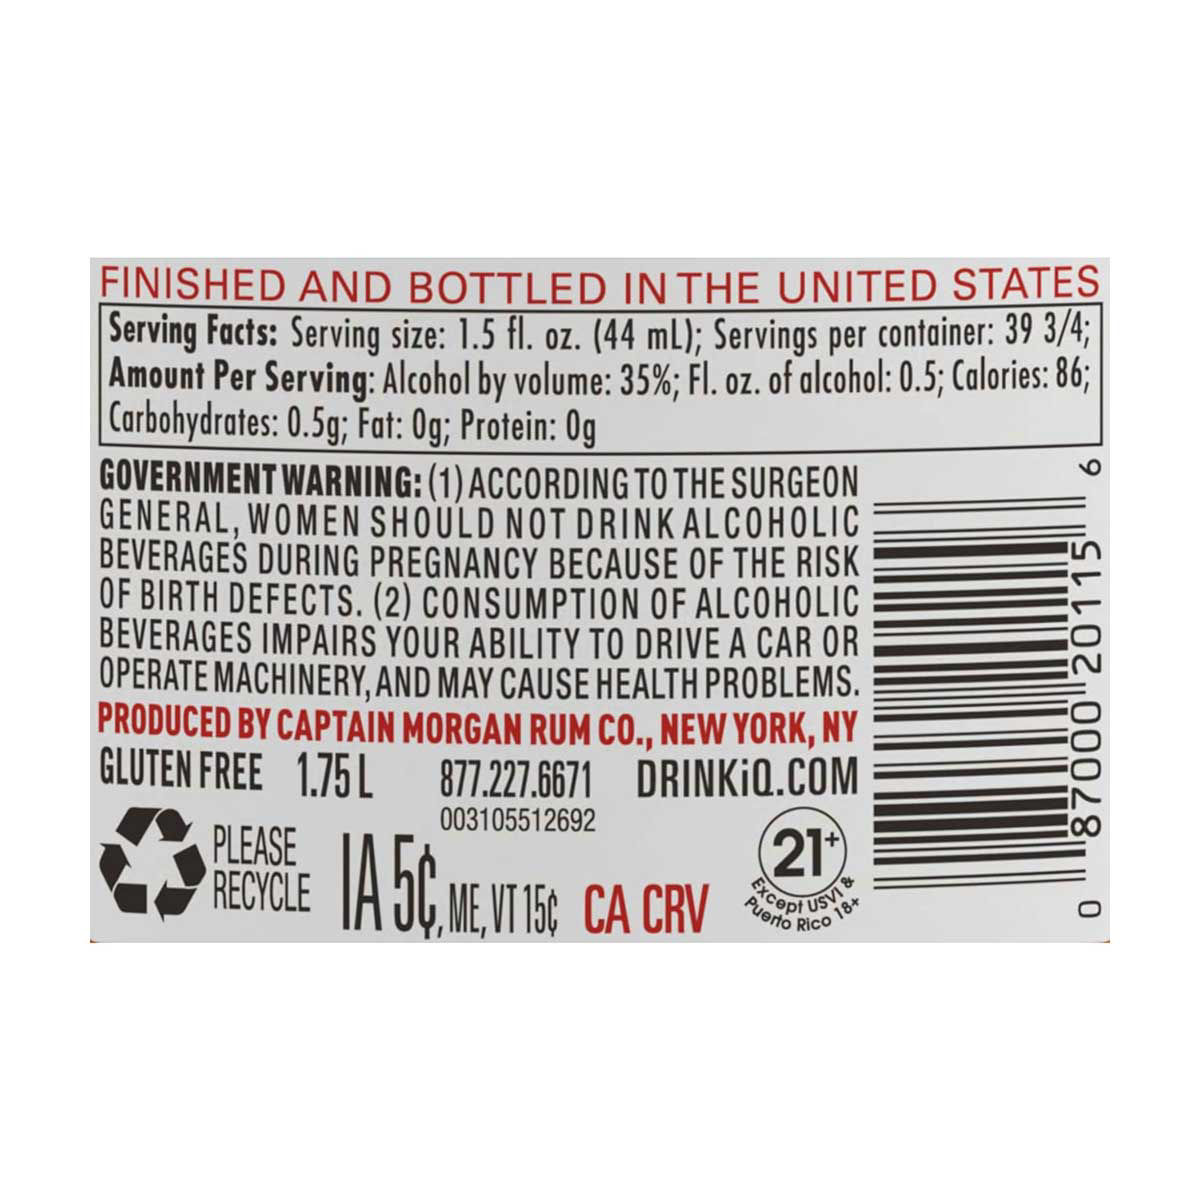 FINISHED AND BOTTLED IN THE UNITED STATES
Serving Facts: Serving size: 1.5 fl. oz. (44 mL); Servings per container: 39 3/4;
Amount Per Serving: Alcohol by volume: 35%; Fl. oz. of alcohol: 0.5; Calories: 86;
Carbohydrates: 0.5g; Fat: 0g; Protein: 0g
GOVERNMENT WARNING: (1) ACCORDING TO THE SURGEON
GENERAL, WOMEN SHOULD NOT DRINK ALCOHOLIC
BEVERAGES DURING PREGNANCY BECAUSE OF THE RISK
OF BIRTH DEFECTS. (2) CONSUMPTION OF ALCOHOLIC
BEVERAGES IMPAIRS YOUR ABILITY TO DRIVE A CAR OR
OPERATE MACHINERY, AND MAY CAUSE HEALTH PROBLEMS.
PRODUCED BY CAPTAIN MORGAN RUM CO., NEW YORK, NY
GLUTEN FREE 1.75 L 877.227.6671 DRINKiQ.COM
003105512692
PLEASE
RECYCLE
IA 5¢, ME, VT 15¢ CA CRV
21+
Except USVI &
Puerto Rico 18+
0 87000 20115 6